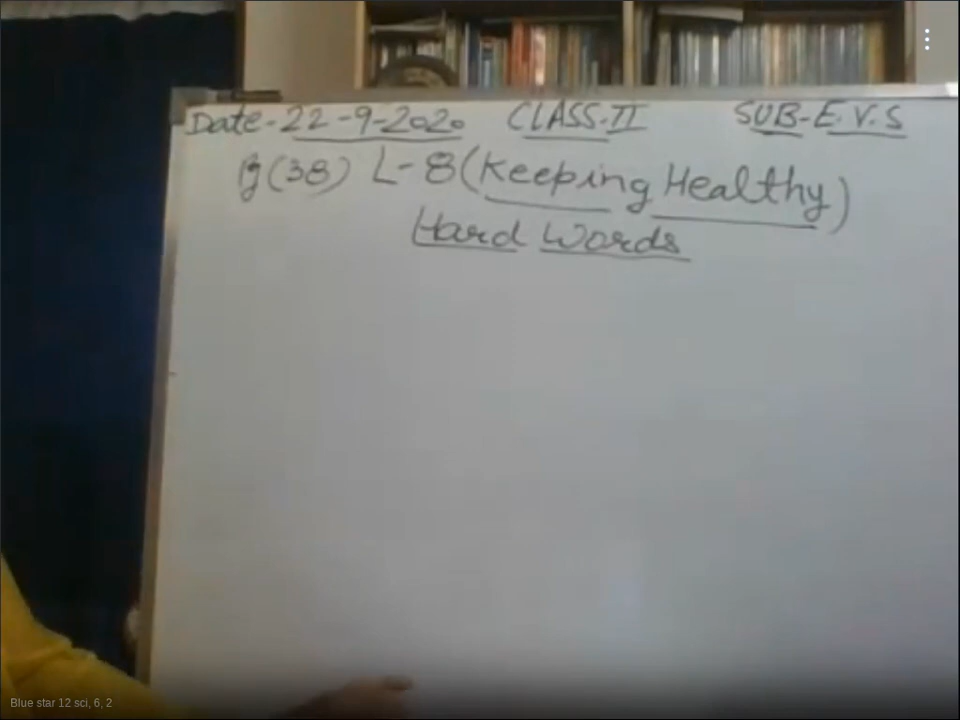 Date-22-9-2020 CLASS-II SUB-E.V.S
Pg(38) L-8(Keeping Healthy)
Hard Words
Blue star 12 sci, 6, 2